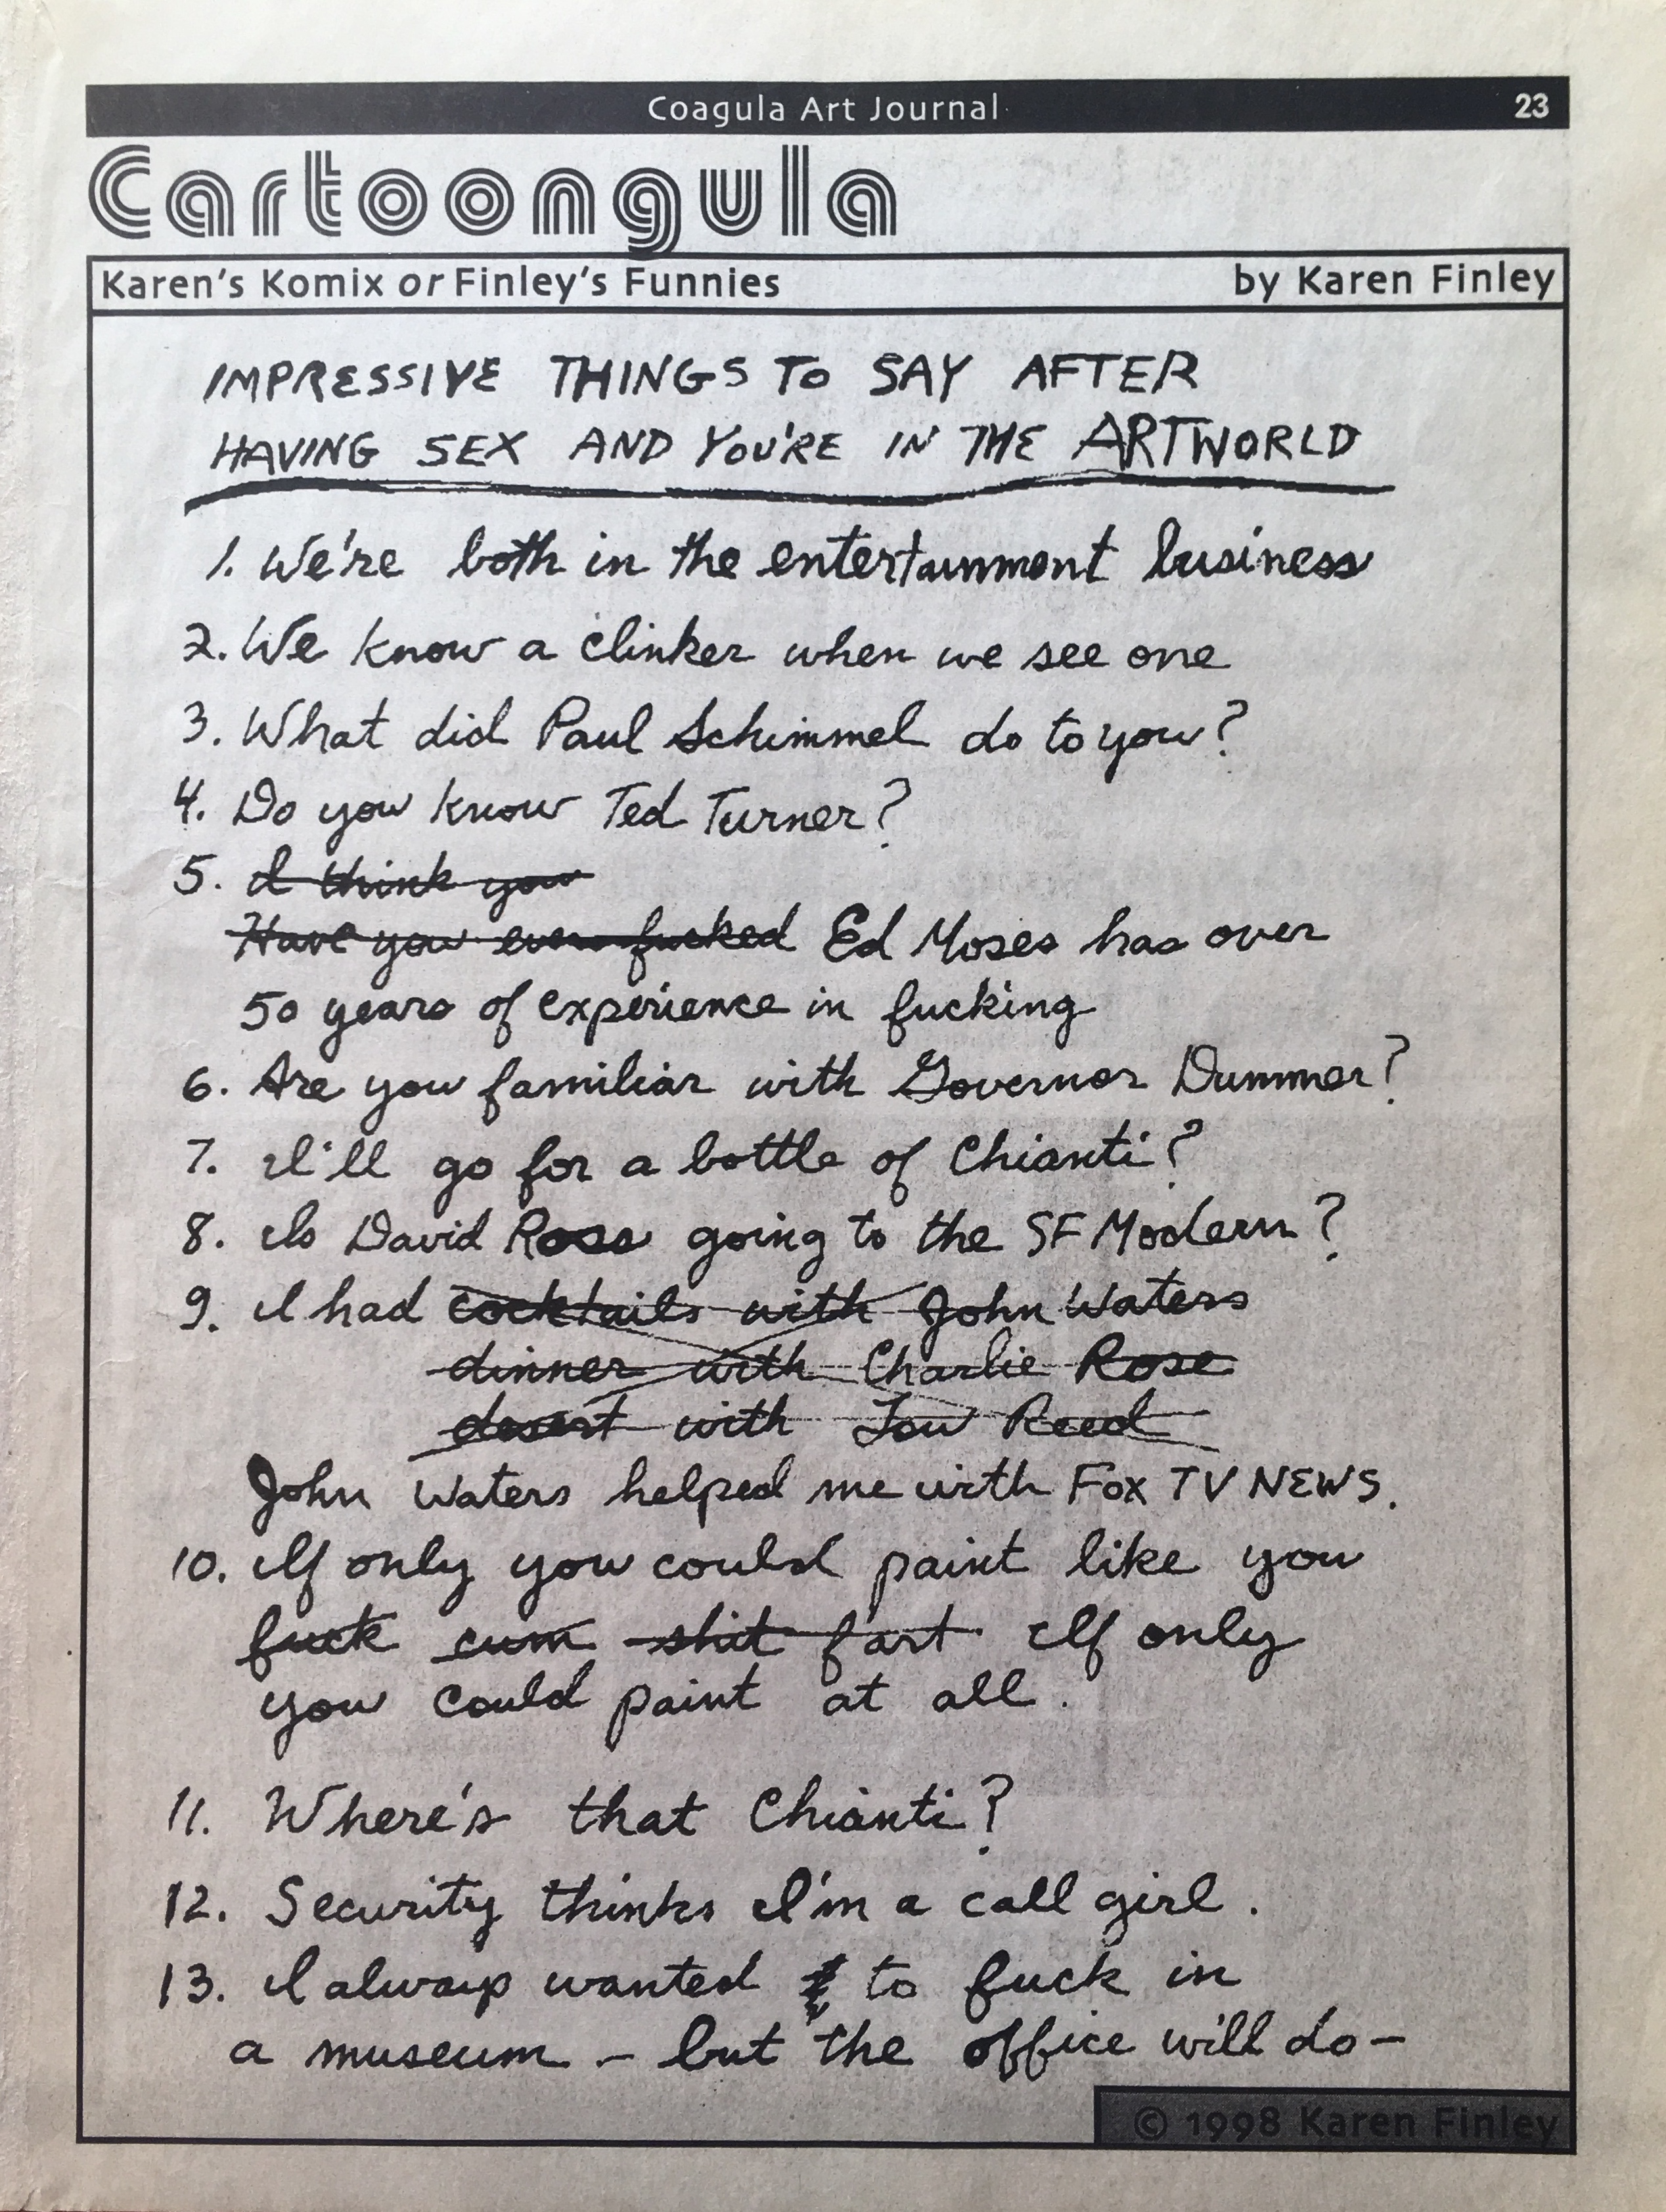 Coagula Art Journal 23
Cartoongula
Karen's Komix or Finley's Funnies by Karen Finley
IMPRESSIVE THINGS TO SAY AFTER
HAVING SEX AND YOU'RE IN THE ARTWORLD
1. We're both in the entertainment business
2. We know a clinker when we see one
3. What did Paul Schimmel do to you?
4. Do you know Ted Turner?
5. I think you
Have you ever fucked Ed Moses has over
50 years of experience in fucking
6. Are you familiar with Governor Dummer?
7. I'll go for a bottle of Chianti?
8. Is David Ross going to the SF Modern?
9. I had cocktails with John Waters
dinner with Charlie Rose
desert with Lou Reed
John Waters helped me with Fox TV NEWS.
10. If only you could paint like you
fuck cum shit fart If only
you could paint at all.
11. Where's that Chianti?
12. Security thinks I'm a call girl.
13. I always wanted to fuck in
a museum - but the office will do -
© 1998 Karen Finley